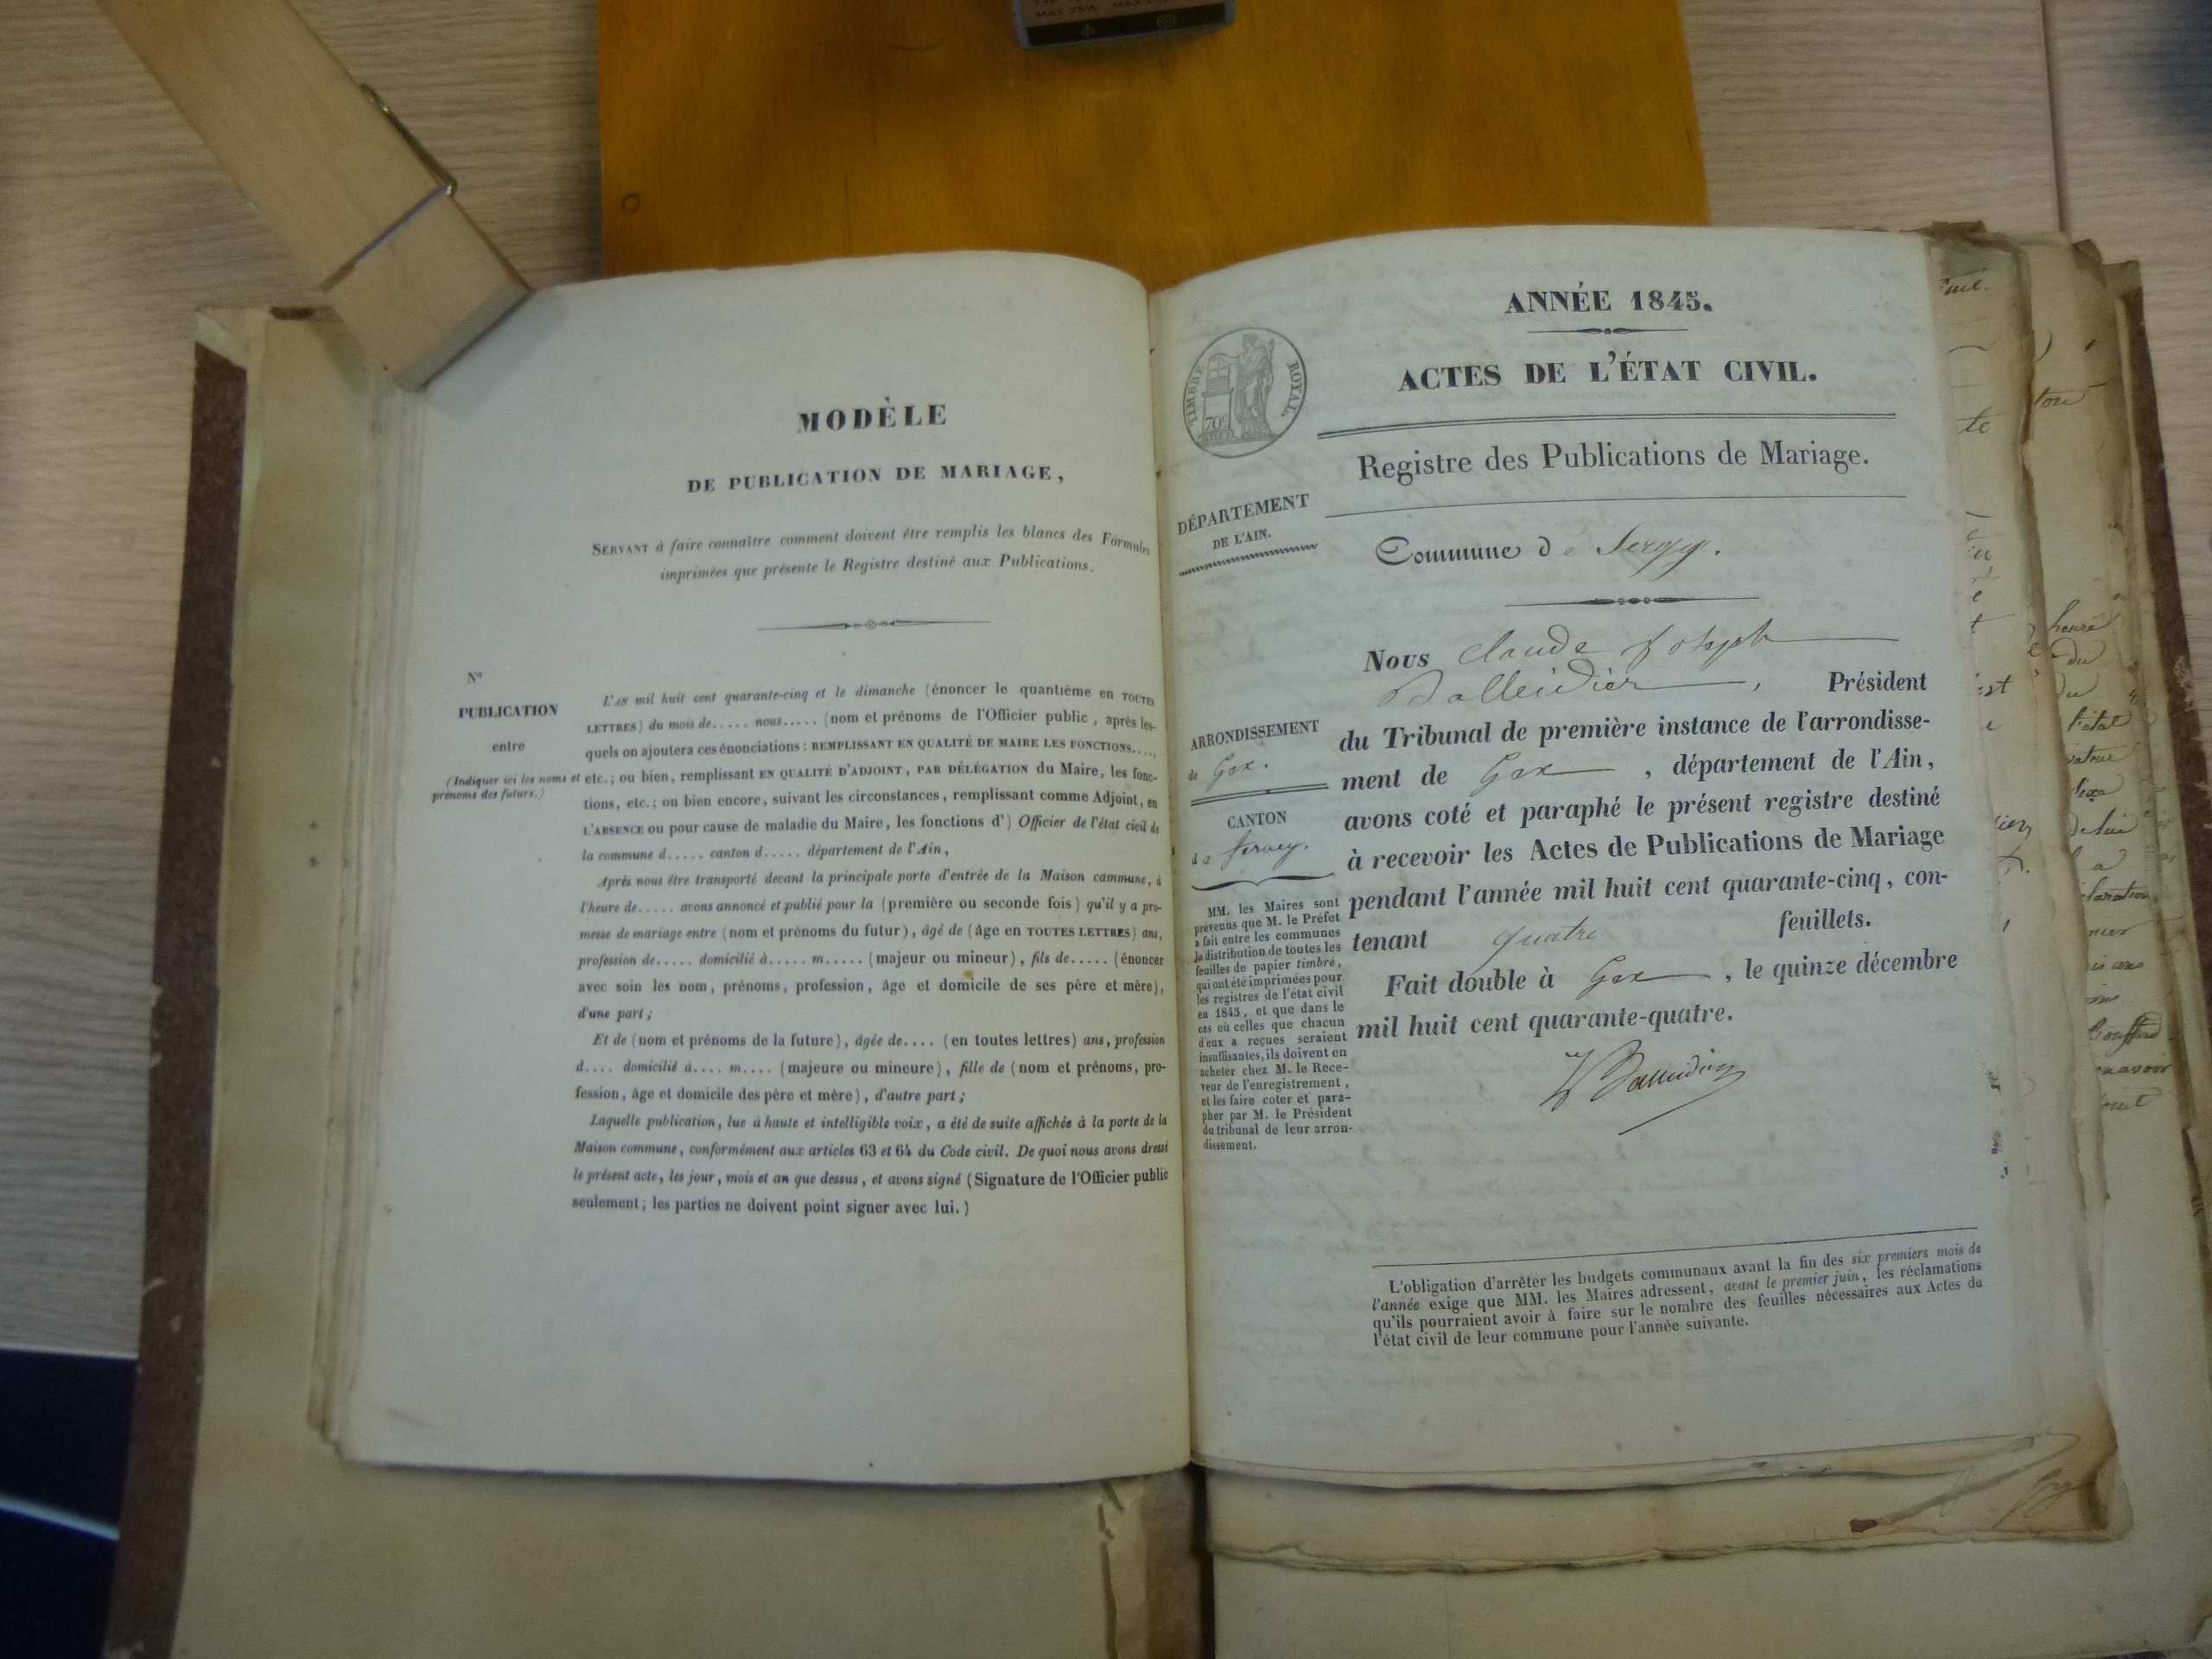 MODÈLE
DE PUBLICATION DE MARIAGE,
SERVANT à faire connaître comment doivent être remplis les blancs des Formules
imprimées que présente le Registre destiné aux Publications.
N°
PUBLICATION
entre
(Indiquer ici les noms et
prénoms des futurs.)
L'AN mil huit cent quarante-cinq et le dimanche (énoncer le quantième en TOUTES
LETTRES) du mois de..... nous..... (nom et prénoms de l'Officier public, après les-
quels on ajoutera ces énonciations : REMPLISSANT EN QUALITÉ DE MAIRE LES FONCTIONS....,
etc.; ou bien, remplissant EN QUALITÉ D'ADJOINT, PAR DÉLÉGATION du Maire, les fonc-
tions, etc.; ou bien encore, suivant les circonstances, remplissant comme Adjoint, en
L'ABSENCE ou pour cause de maladie du Maire, les fonctions d') Officier de l'état civil de
la commune d..... canton d..... département de l'Ain,
Après nous être transporté devant la principale porte d'entrée de la Maison cammune, à
l'heure de..... avons annoncé et publié pour la (première ou seconde fois) qu'il y a pro-
messe de mariage entre (nom et prénoms du futur), âgé de (âge en TOUTES LETTRES) ans,
profession de..... domicilié à..... m..... (majeur ou mineur), fils de..... (énoncer
avec soin les nom, prénoms, profession, âge et domicile de ses père et mère),
d'une part;
Et de (nom et prénoms de la future), âgée de.... (en toutes lettres) ans, profession
d.... domicilié à.... m.... (majeure ou mineure), fille de (nom et prénoms, pro-
fession, âge et domicile des père et mère), d'autre part;
Laquelle publication, lue à haute et intelligible voix, a été de suite affichée à la porte de la
Maison commune, conformément aux articles 63 et 64 du Code civil. De quoi nous avons dressé
le présent acte, les jour, mois et an que dessus, et avons signé (Signature de l'Officier public
seulement; les parties ne doivent point signer avec lui.)
ANNÉE 1845.
TIMBRE ROYAL.
70c
ACTES DE L'ÉTAT CIVIL.
Registre des Publications de Mariage.
DÉPARTEMENT
DE L'AIN.
Commune de Sergy.
Nous Claude Joseph
Balleidier, Président
du Tribunal de première instance de l'arrondisse-
ment de Gex, département de l'Ain,
avons coté et paraphé le présent registre destiné
à recevoir les Actes de Publications de Mariage
pendant l'année mil huit cent quarante-cinq, con-
tenant quatre feuillets.
Fait double à Gex, le quinze décembre
mil huit cent quarante-quatre.
ARRONDISSEMENT
de Gex.
CANTON
de Ferney.
MM. les Maires sont
prévenus que M. le Préfet
a fait entre les communes
la distribution de toutes les
feuilles de papier timbré,
qui ont été imprimées pour
les registres de l'état civil
en 1845, et que dans le
cas où celles que chacun
d'eux a reçues seraient
insuffisantes, ils doivent en
acheter chez M. le Rece-
veur de l'enregistrement,
et les faire coter et para-
pher par M. le Président
du tribunal de leur arron-
dissement.
L'obligation d'arrêter les budgets communaux avant la fin des six premiers mois de
l'année exige que MM. les Maires adressent, avant le premier juin, les réclamations
qu'ils pourraient avoir à faire sur le nombre des feuilles nécessaires aux Actes de
l'état civil de leur commune pour l'année suivante.